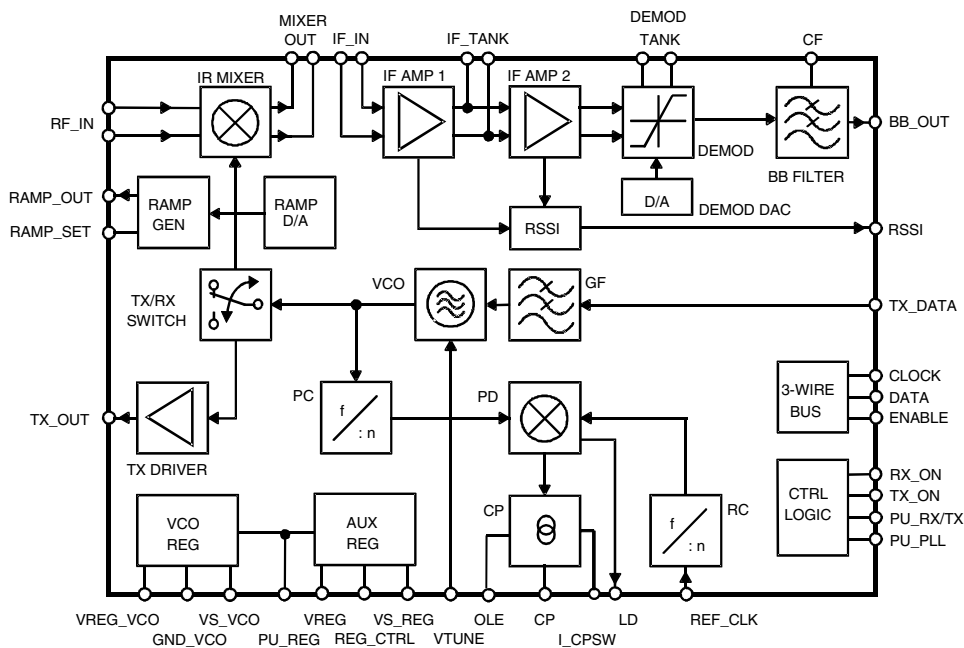 MIXER OUT
IF_IN
IF_TANK
DEMOD TANK
CF
IR MIXER
IF AMP 1
IF AMP 2
RF_IN
BB_OUT
DEMOD
BB FILTER
RAMP_OUT
RAMP GEN
RAMP D/A
D/A
DEMOD DAC
RAMP_SET
RSSI
RSSI
VCO
GF
TX/RX SWITCH
TX_DATA
PC
f
: n
PD
3-WIRE BUS
CLOCK
DATA
ENABLE
TX_OUT
TX DRIVER
RX_ON
CTRL LOGIC
TX_ON
PU_RX/TX
PU_PLL
VCO REG
AUX REG
CP
f
: n
RC
VREG_VCO
GND_VCO
VS_VCO
PU_REG
VREG
REG_CTRL
VS_REG
VTUNE
OLE
CP
I_CPSW
LD
REF_CLK